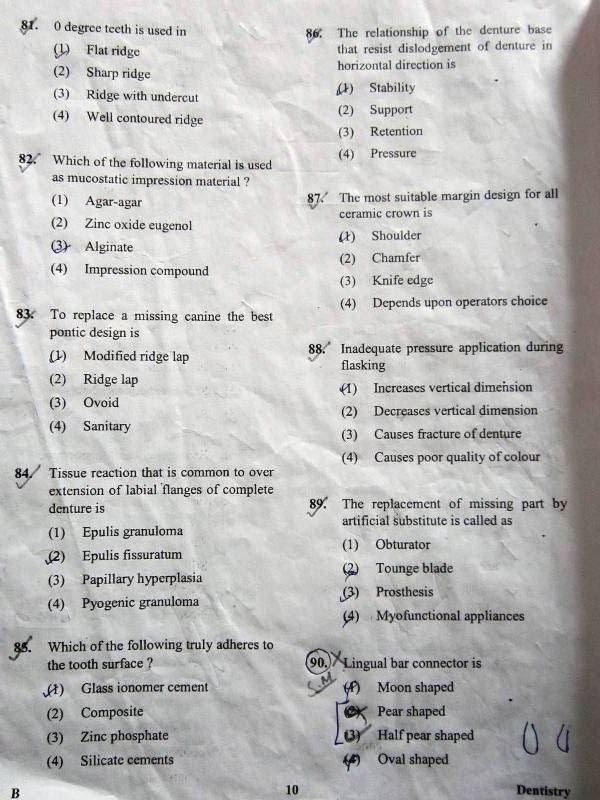 81. 0 degree teeth is used in
(1) Flat ridge
(2) Sharp ridge
(3) Ridge with undercut
(4) Well contoured ridge
82. Which of the following material is used
as mucostatic impression material ?
(1) Agar-agar
(2) Zinc oxide eugenol
(3) Alginate
(4) Impression compound
83. To replace a missing canine the best
pontic design is
(1) Modified ridge lap
(2) Ridge lap
(3) Ovoid
(4) Sanitary
84. Tissue reaction that is common to over
extension of labial flanges of complete
denture is
(1) Epulis granuloma
(2) Epulis fissuratum
(3) Papillary hyperplasia
(4) Pyogenic granuloma
85. Which of the following truly adheres to
the tooth surface ?
(1) Glass ionomer cement
(2) Composite
(3) Zinc phosphate
(4) Silicate cements
86. The relationship of the denture base
that resist dislodgement of denture in
horizontal direction is
(1) Stability
(2) Support
(3) Retention
(4) Pressure
87. The most suitable margin design for all
ceramic crown is
(1) Shoulder
(2) Chamfer
(3) Knife edge
(4) Depends upon operators choice
88. Inadequate pressure application during
flasking
(1) Increases vertical dimension
(2) Decreases vertical dimension
(3) Causes fracture of denture
(4) Causes poor quality of colour
89. The replacement of missing part by
artificial substitute is called as
(1) Obturator
(2) Tounge blade
(3) Prosthesis
(4) Myofunctional appliances
90. Lingual bar connector is
S.M
(1) Moon shaped
(2) Pear shaped
(3) Half pear shaped
(4) Oval shaped
B 10 Dentistry